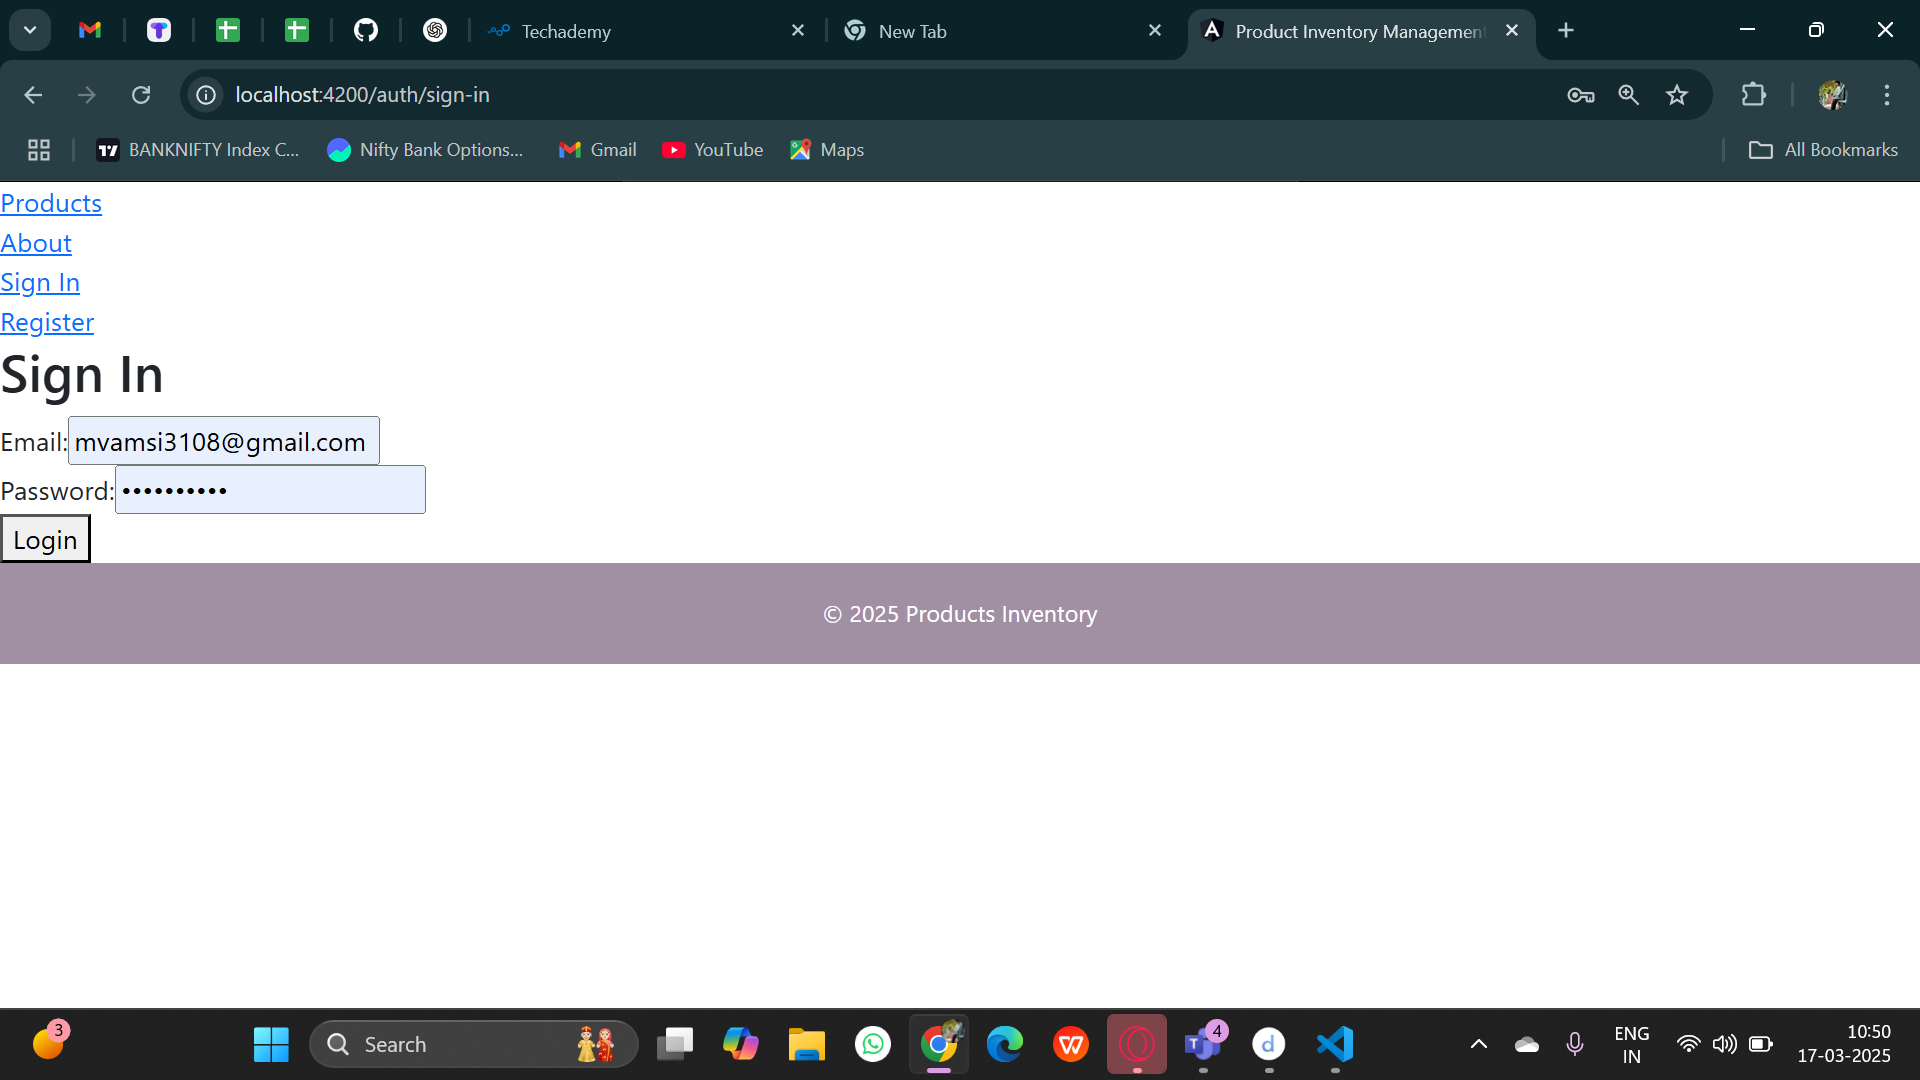 Techademy
New Tab
Product Inventory Management
localhost:4200/auth/sign-in
BANKNIFTY Index C...
Nifty Bank Options...
Gmail
YouTube
Maps
All Bookmarks
Products
About
Sign In
Register
Sign In
Email: mvamsi3108@gmail.com
Password: ••••••••••
Login
© 2025 Products Inventory
3
Search
4
ENG
IN
10:50
17-03-2025